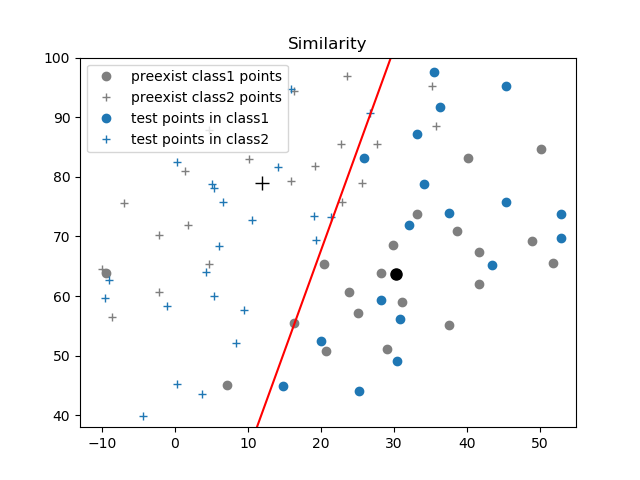 Similarity
preexist class1 points
preexist class2 points
test points in class1
test points in class2
100
90
80
70
60
50
40
−10 0 10 20 30 40 50